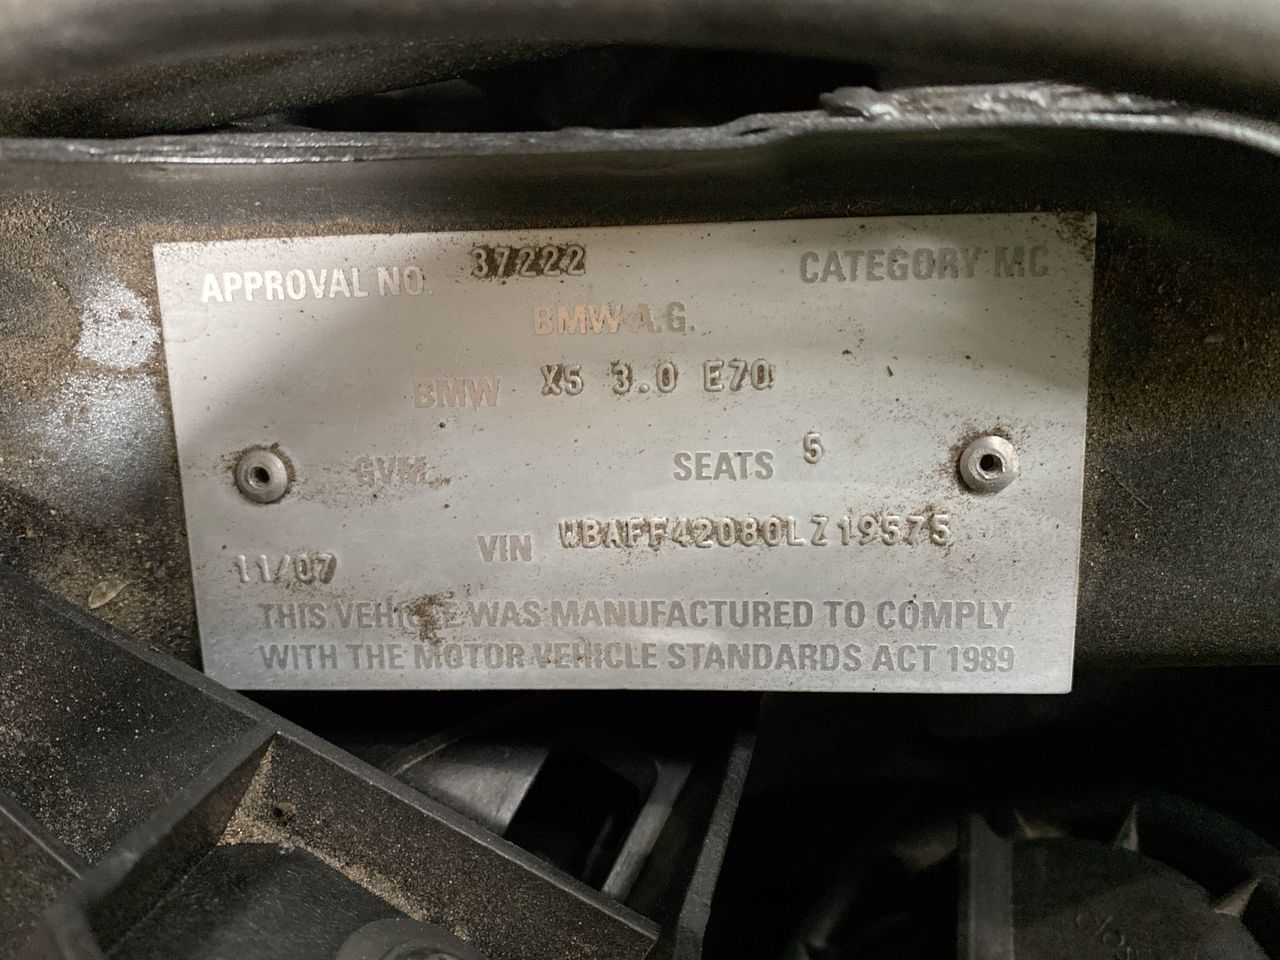 APPROVAL NO. 37222 CATEGORY MC
BMW A.G.
BMW X5 3.0 E70
GVM SEATS 5
11/07 VIN WBAFF42080LZ19575
THIS VEHICLE WAS MANUFACTURED TO COMPLY
WITH THE MOTOR VEHICLE STANDARDS ACT 1989